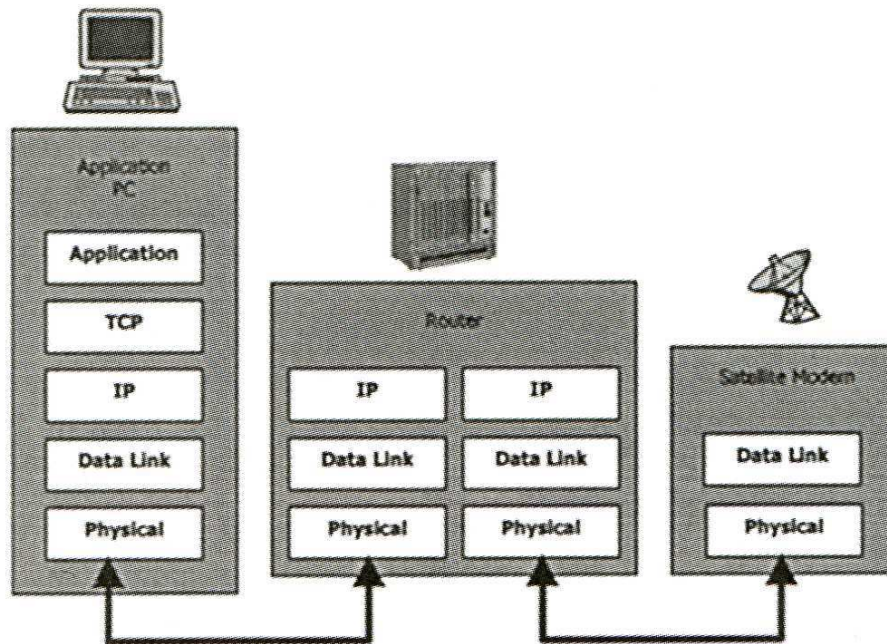 Application
PC
Application
TCP
IP
Data Link
Physical
Router
IP IP
Data Link Data Link
Physical Physical
Satellite Modem
Data Link
Physical